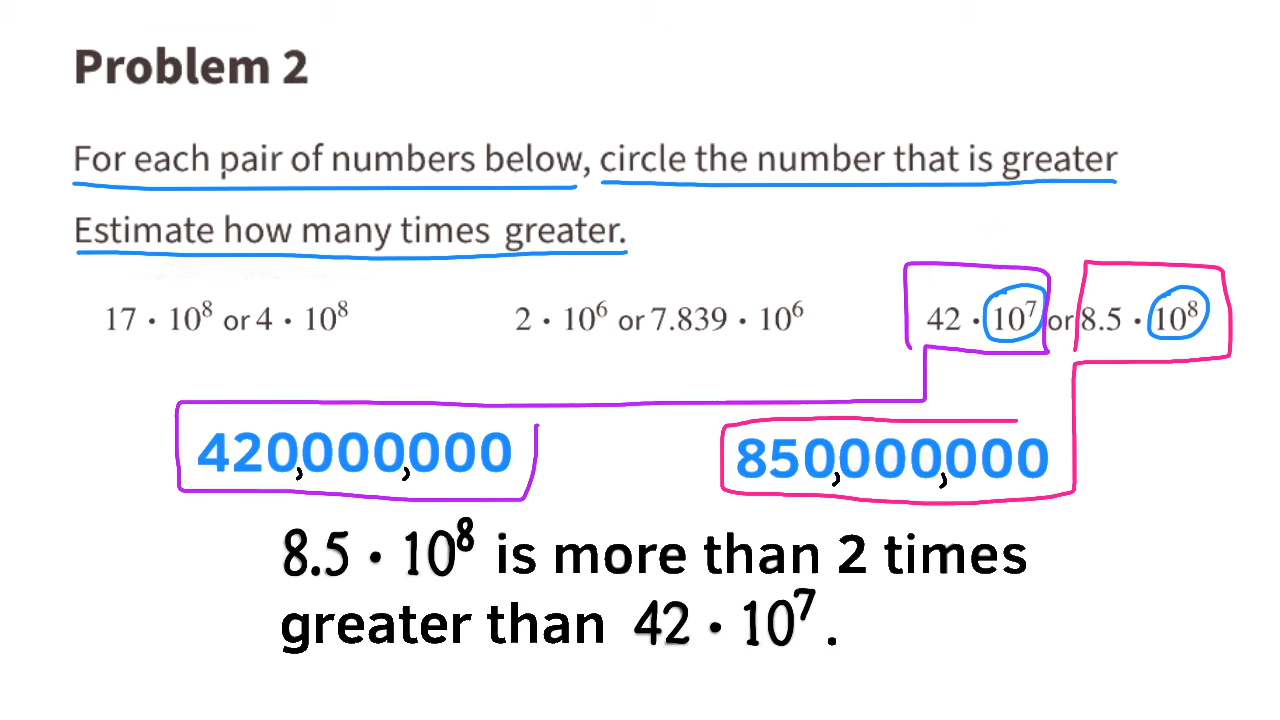 Problem 2
For each pair of numbers below, circle the number that is greater
Estimate how many times greater.
17 · 10⁸ or 4 · 10⁸
2 · 10⁶ or 7.839 · 10⁶
42 · 10⁷ or 8.5 · 10⁸
420,000,000
850,000,000
8.5 · 10⁸ is more than 2 times
greater than 42 · 10⁷ .